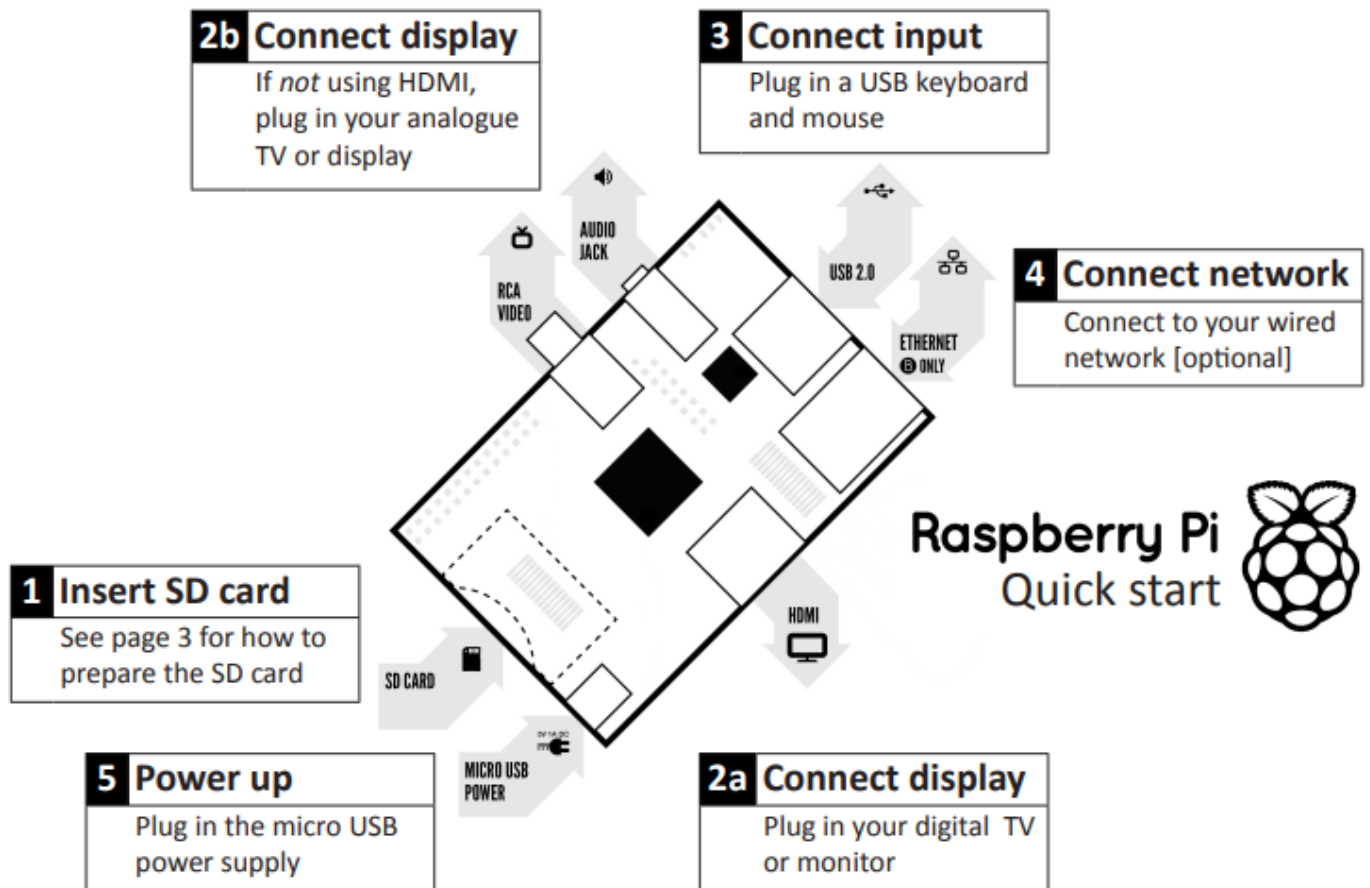 2b Connect display
If not using HDMI,
plug in your analogue
TV or display
3 Connect input
Plug in a USB keyboard
and mouse
AUDIO
JACK
RCA
VIDEO
USB 2.0
ETHERNET
B ONLY
4 Connect network
Connect to your wired
network [optional]
Raspberry Pi
Quick start
1 Insert SD card
See page 3 for how to
prepare the SD card
SD CARD
HDMI
5V 1A DC
MICRO USB
POWER
5 Power up
Plug in the micro USB
power supply
2a Connect display
Plug in your digital TV
or monitor